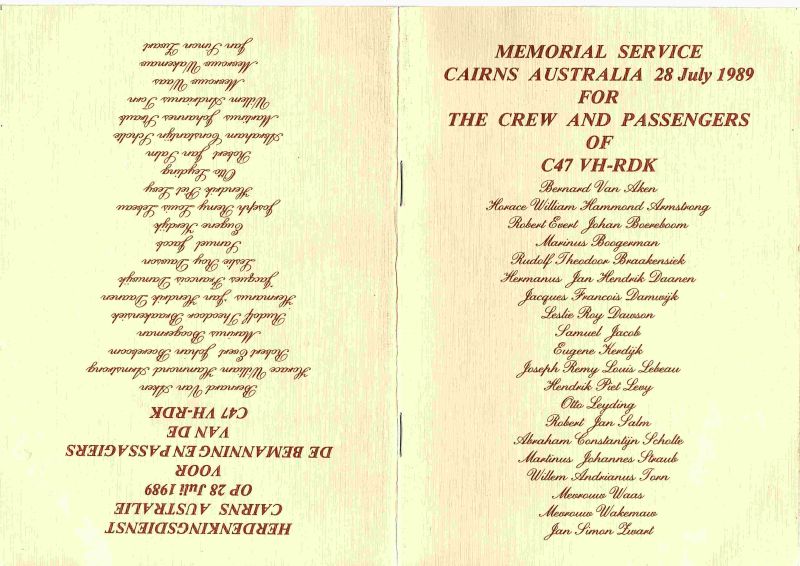 MEMORIAL SERVICE
CAIRNS AUSTRALIA 28 July 1989
FOR
THE CREW AND PASSENGERS
OF
C47 VH-RDK
Bernard Van Aken
Horace William Hammond Armstrong
Robert Evert Johan Boereboom
Marinus Boogerman
Rudolf Theodoor Braakensiek
Hermanus Jan Hendrik Daanen
Jacques Francois Damwijk
Leslie Roy Dawson
Samuel Jacob
Eugene Kerdijk
Joseph Remy Louis Lebeau
Hendrik Piet Levy
Otto Leyding
Robert Jan Salm
Abraham Constantijn Scholte
Martinus Johannes Straub
Willem Andrianus Torn
Mevrouw Waas
Mevrouw Wakemaw
Jan Simon Zwart
HERDENKINGSDIENST
CAIRNS AUSTRALIE
OP 28 Juli 1989
VOOR
DE BEMANNING EN PASSAGIERS
VAN DE
C47 VH-RDK
Bernard Van Aken
Horace William Hammond Armstrong
Robert Evert Johan Boereboom
Marinus Boogerman
Rudolf Theodoor Braakensiek
Hermanus Jan Hendrik Daanen
Jacques Francois Damwijk
Leslie Roy Dawson
Samuel Jacob
Eugene Kerdijk
Joseph Remy Louis Lebeau
Hendrik Piet Levy
Otto Leyding
Robert Jan Salm
Abraham Constantijn Scholte
Martinus Johannes Straub
Willem Andrianus Torn
Mevrouw Waas
Mevrouw Wakemaw
Jan Simon Zwart